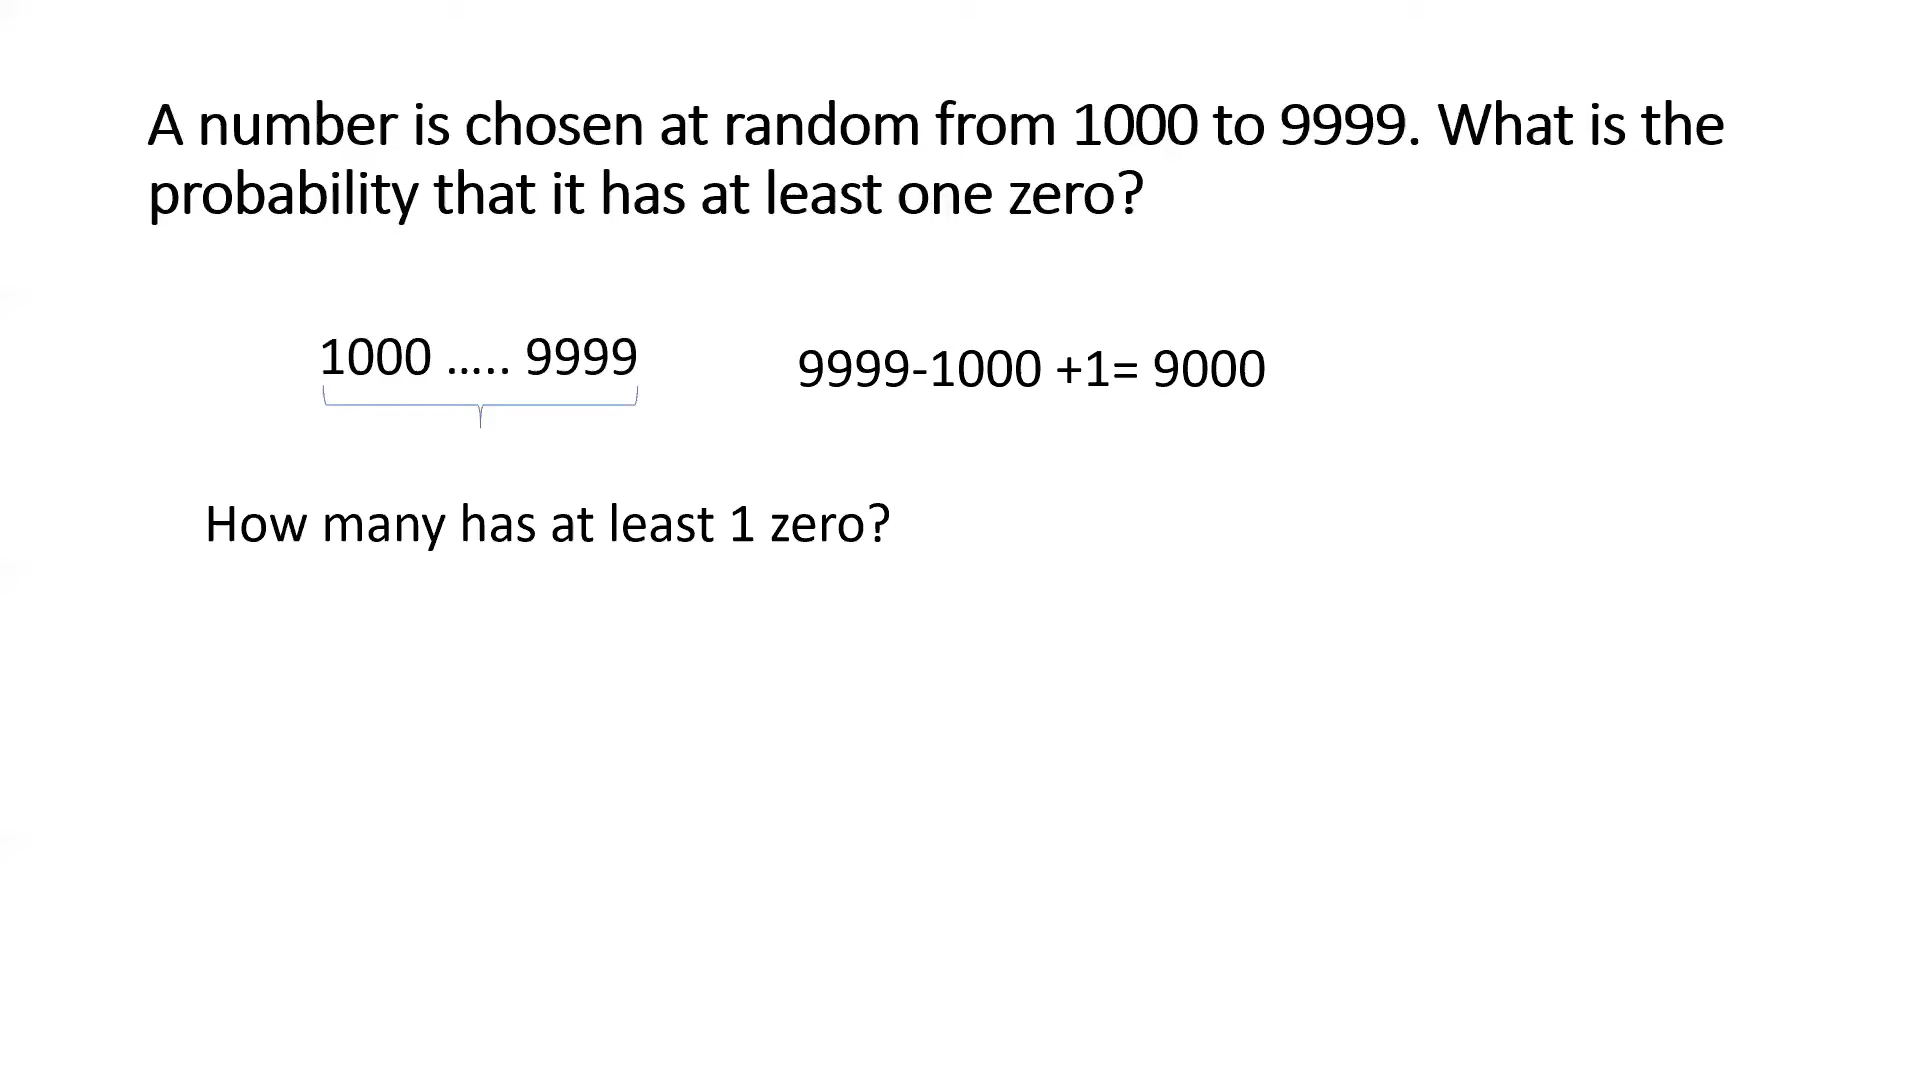 A number is chosen at random from 1000 to 9999. What is the
probability that it has at least one zero?
1000 ..... 9999
9999-1000 +1= 9000
How many has at least 1 zero?